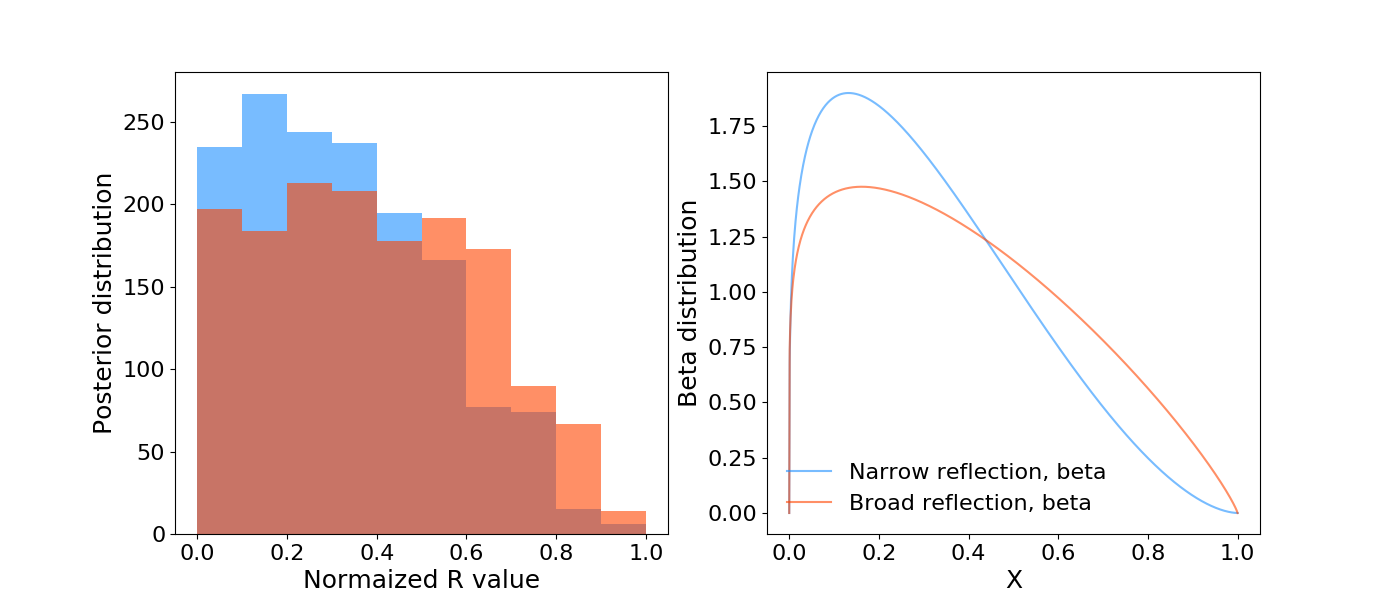 Posterior distribution
250
200
150
100
50
0
0.0 0.2 0.4 0.6 0.8 1.0
Normaized R value
Beta distribution
1.75
1.50
1.25
1.00
0.75
0.50
0.25
0.00
Narrow reflection, beta
Broad reflection, beta
0.0 0.2 0.4 0.6 0.8 1.0
X